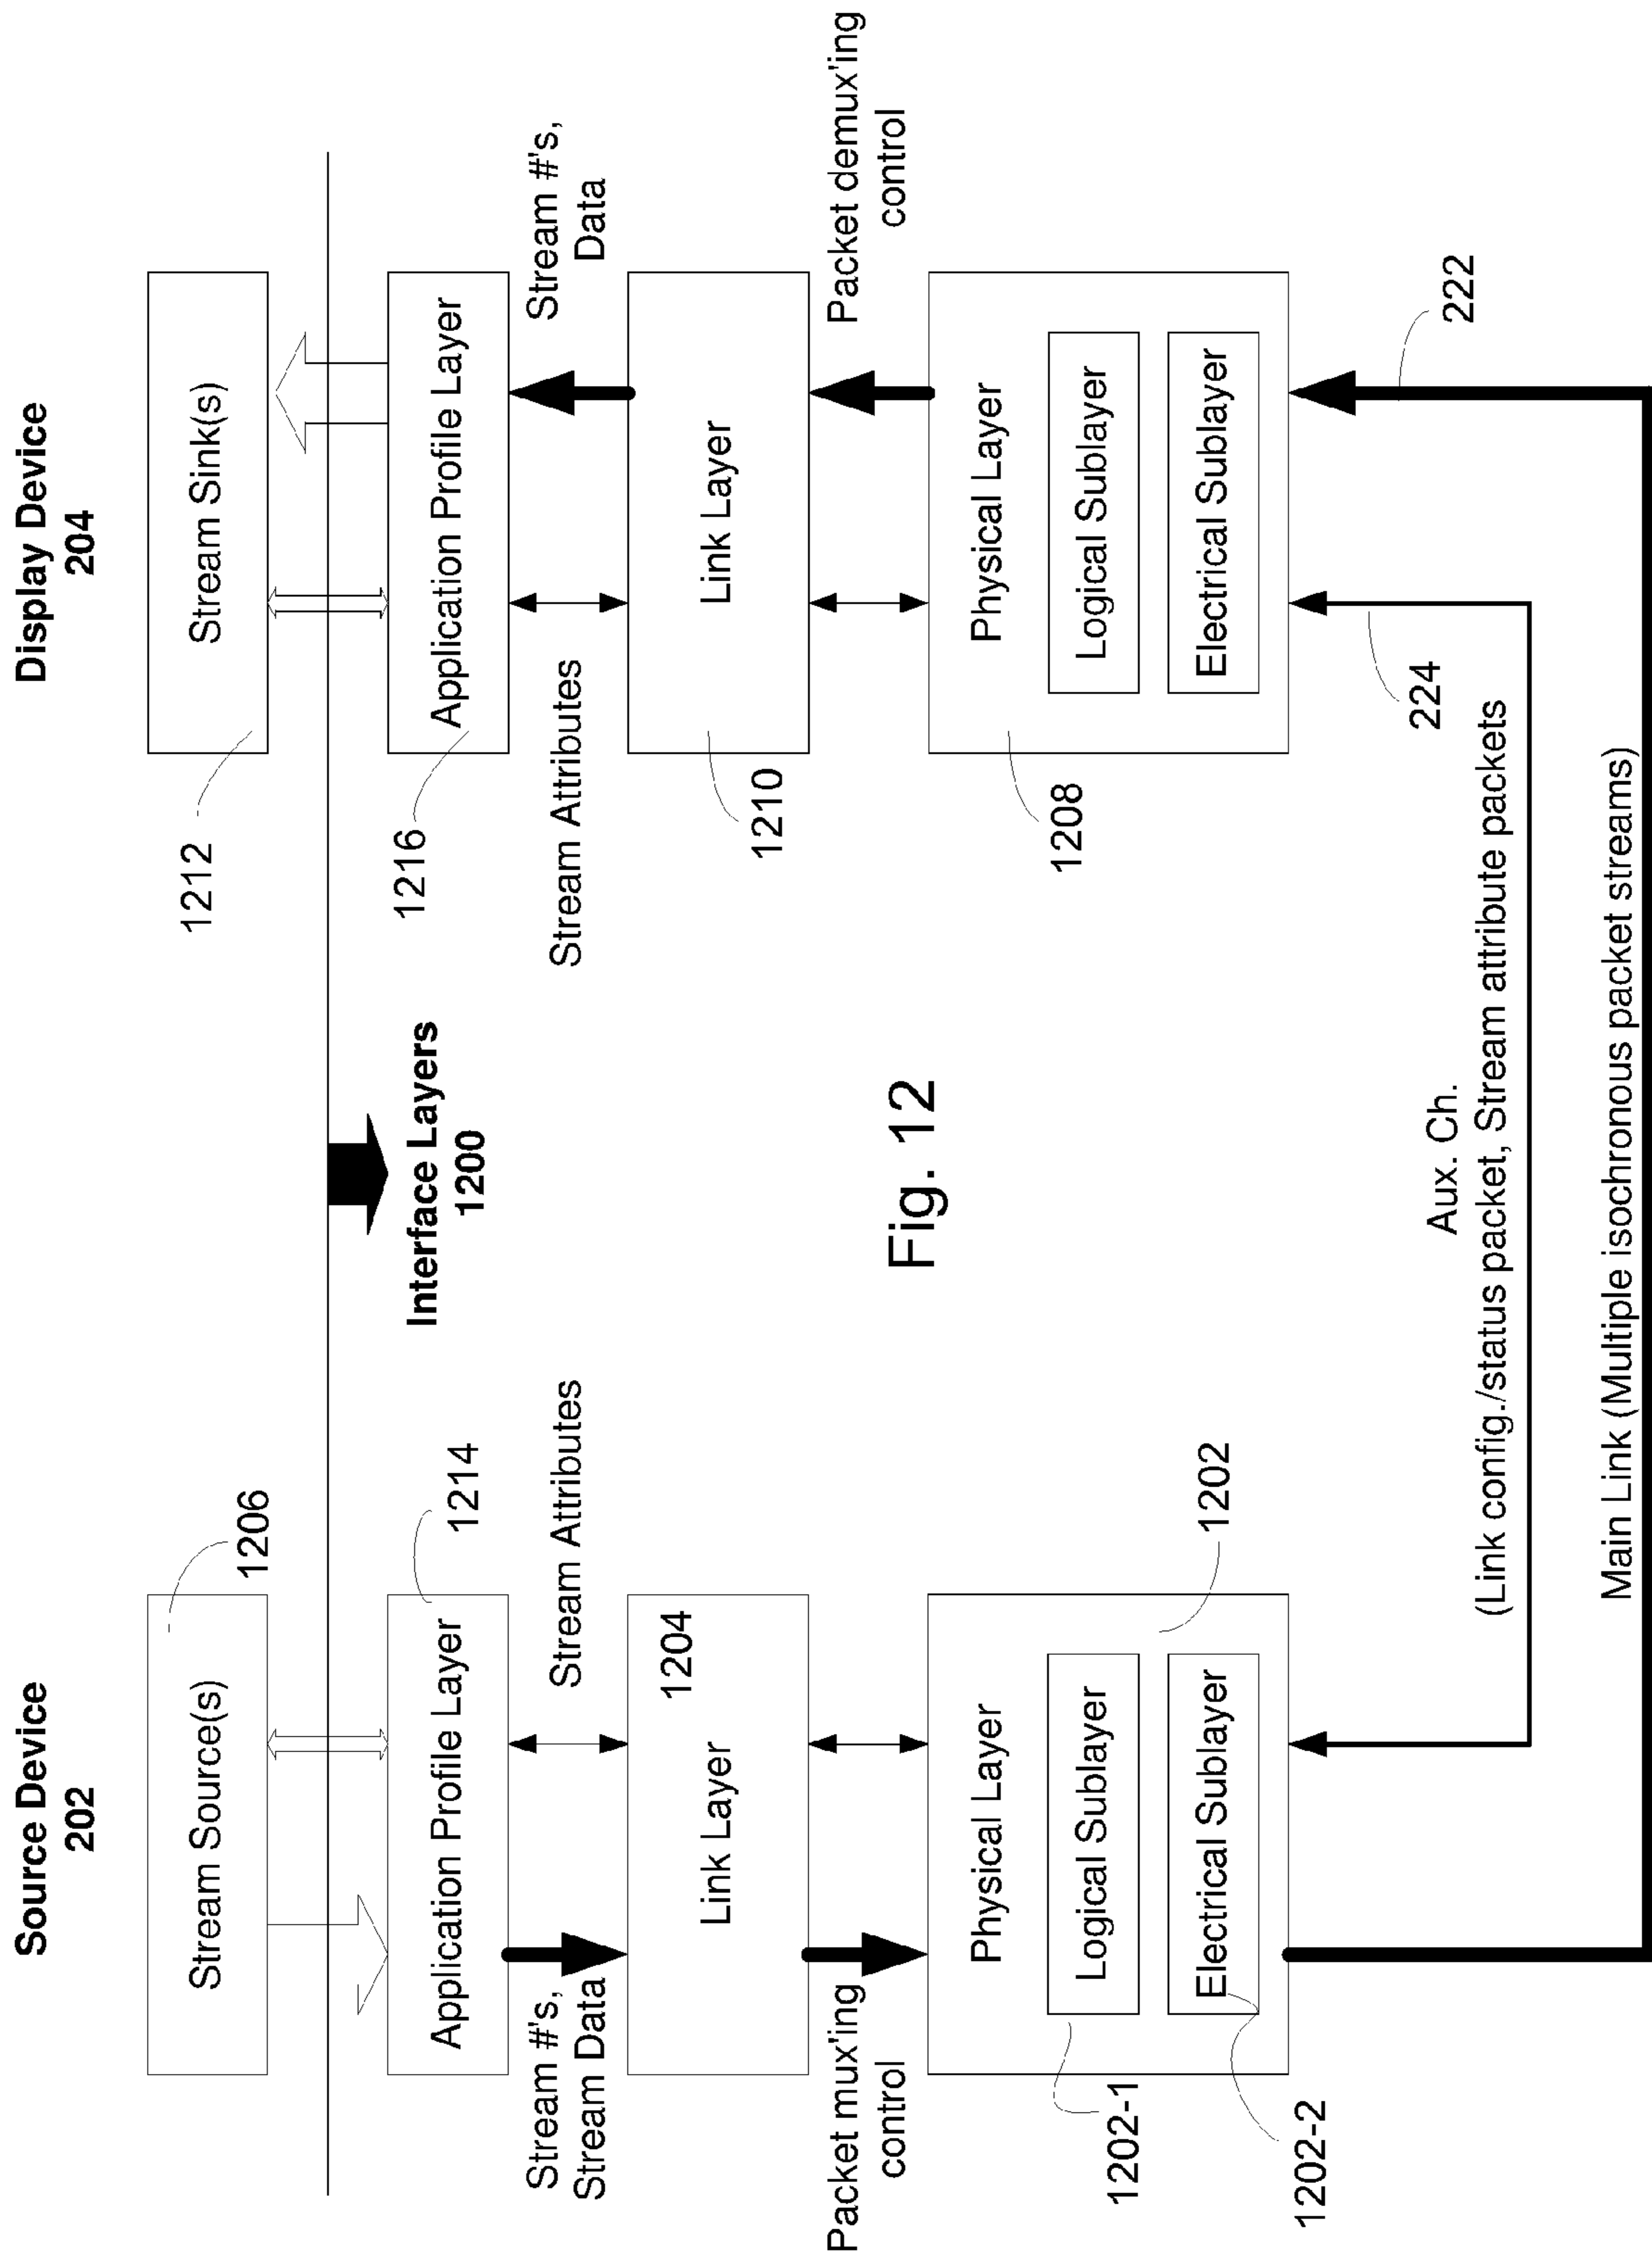 Source Device
202
Display Device
204
Stream Source(s)
1206
Stream Sink(s)
1212
Interface Layers
1200
Application Profile Layer
1214
Application Profile Layer
1216
Stream #'s,
Stream Data
Stream Attributes
Stream Attributes
Stream #'s,
Data
1204
Link Layer
Link Layer
1210
Packet mux'ing
control
Packet demux'ing
control
Fig. 12
Physical Layer
Logical Sublayer
Electrical Sublayer
1202
1202-1
1202-2
Physical Layer
Logical Sublayer
Electrical Sublayer
1208
224
222
Aux. Ch.
(Link config./status packet, Stream attribute packets
Main Link (Multiple isochronous packet streams)